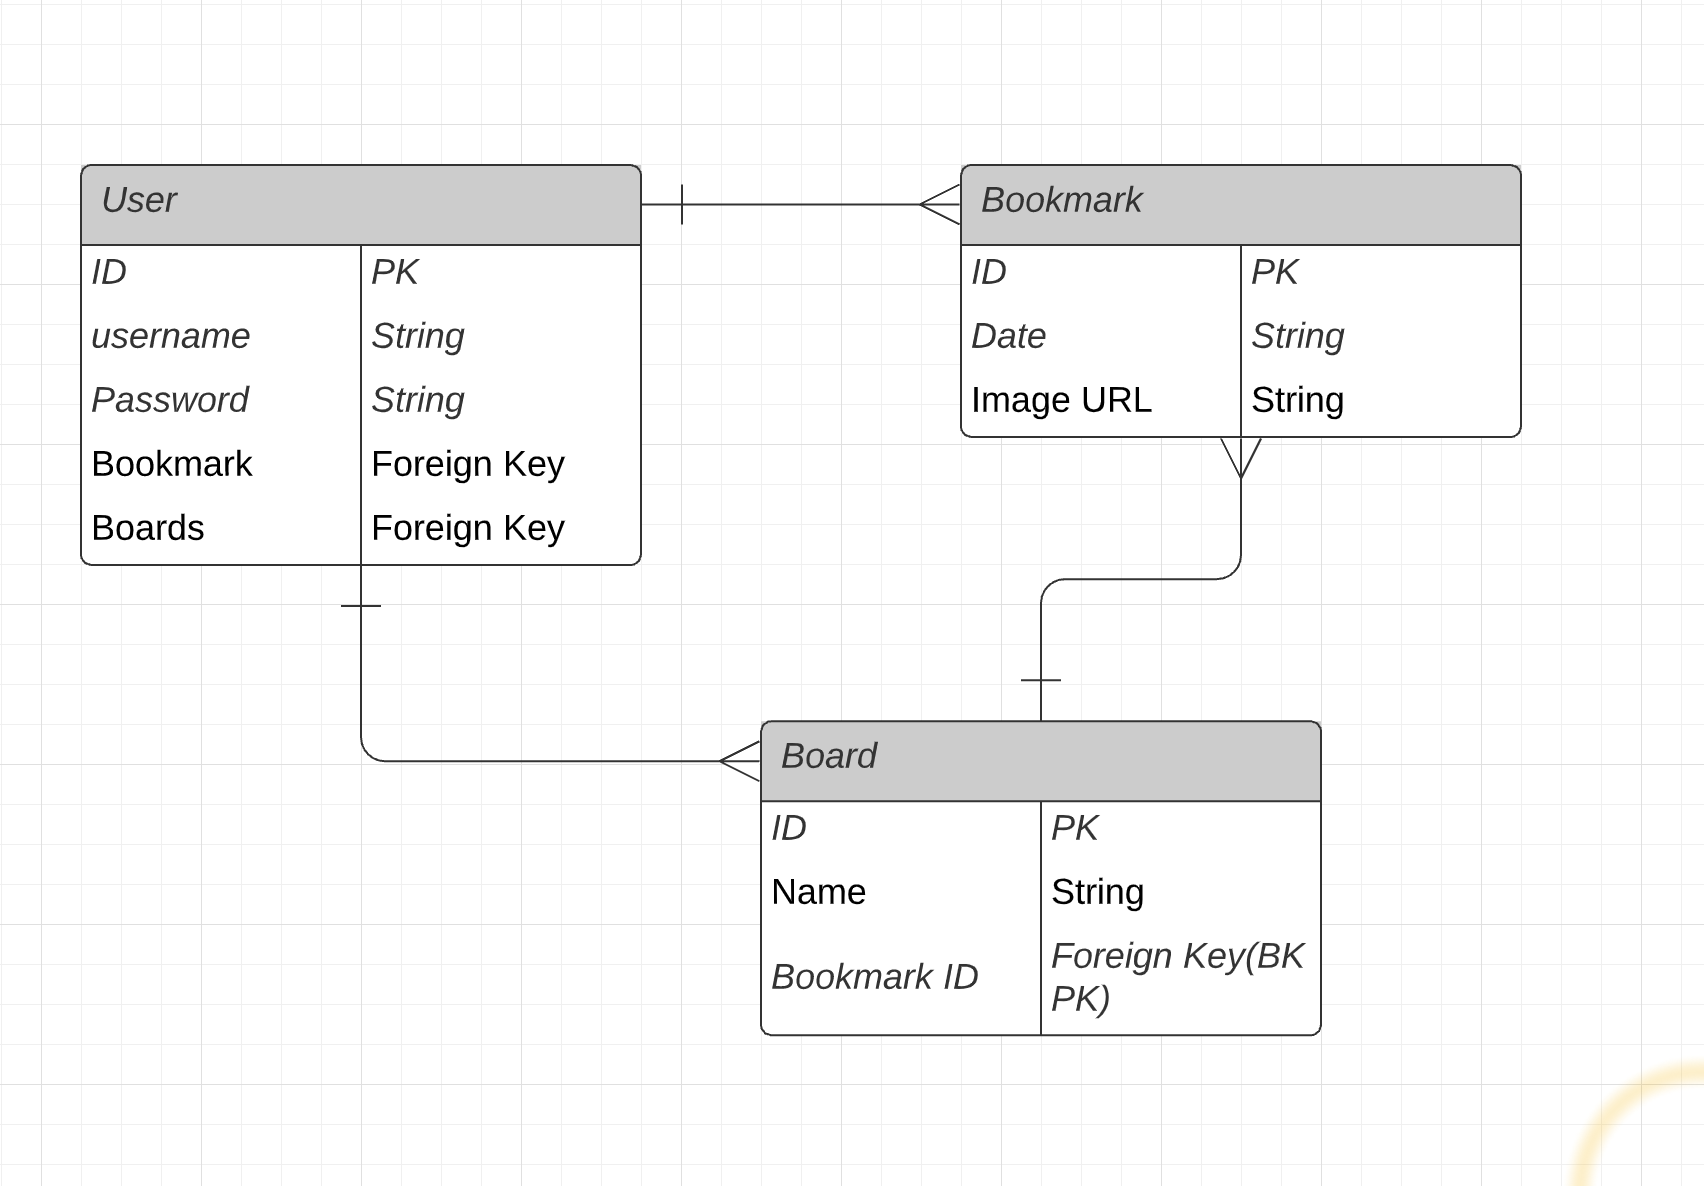 User
ID PK
username String
Password String
Bookmark Foreign Key
Boards Foreign Key
Bookmark
ID PK
Date String
Image URL String
Board
ID PK
Name String
Bookmark ID Foreign Key(BK
PK)